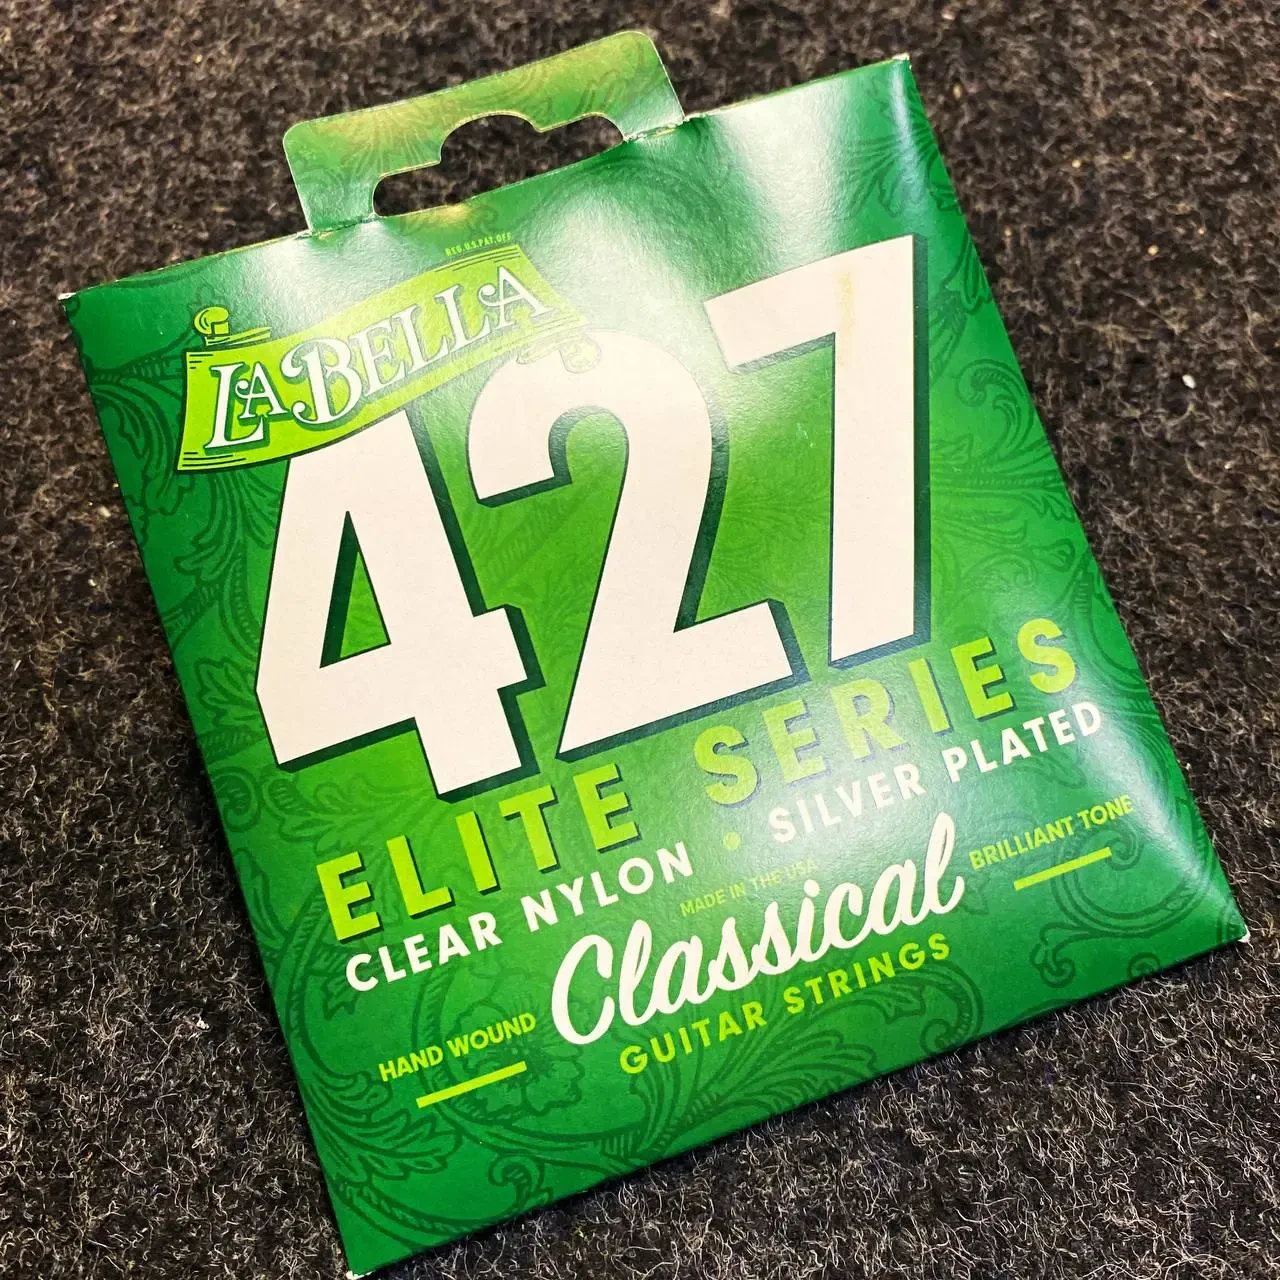 REG.U.S.PAT.OFF.
LA BELLA
427
ELITE SERIES
CLEAR NYLON • SILVER PLATED
MADE IN THE USA
HAND WOUND
Classical
BRILLIANT TONE
GUITAR STRINGS